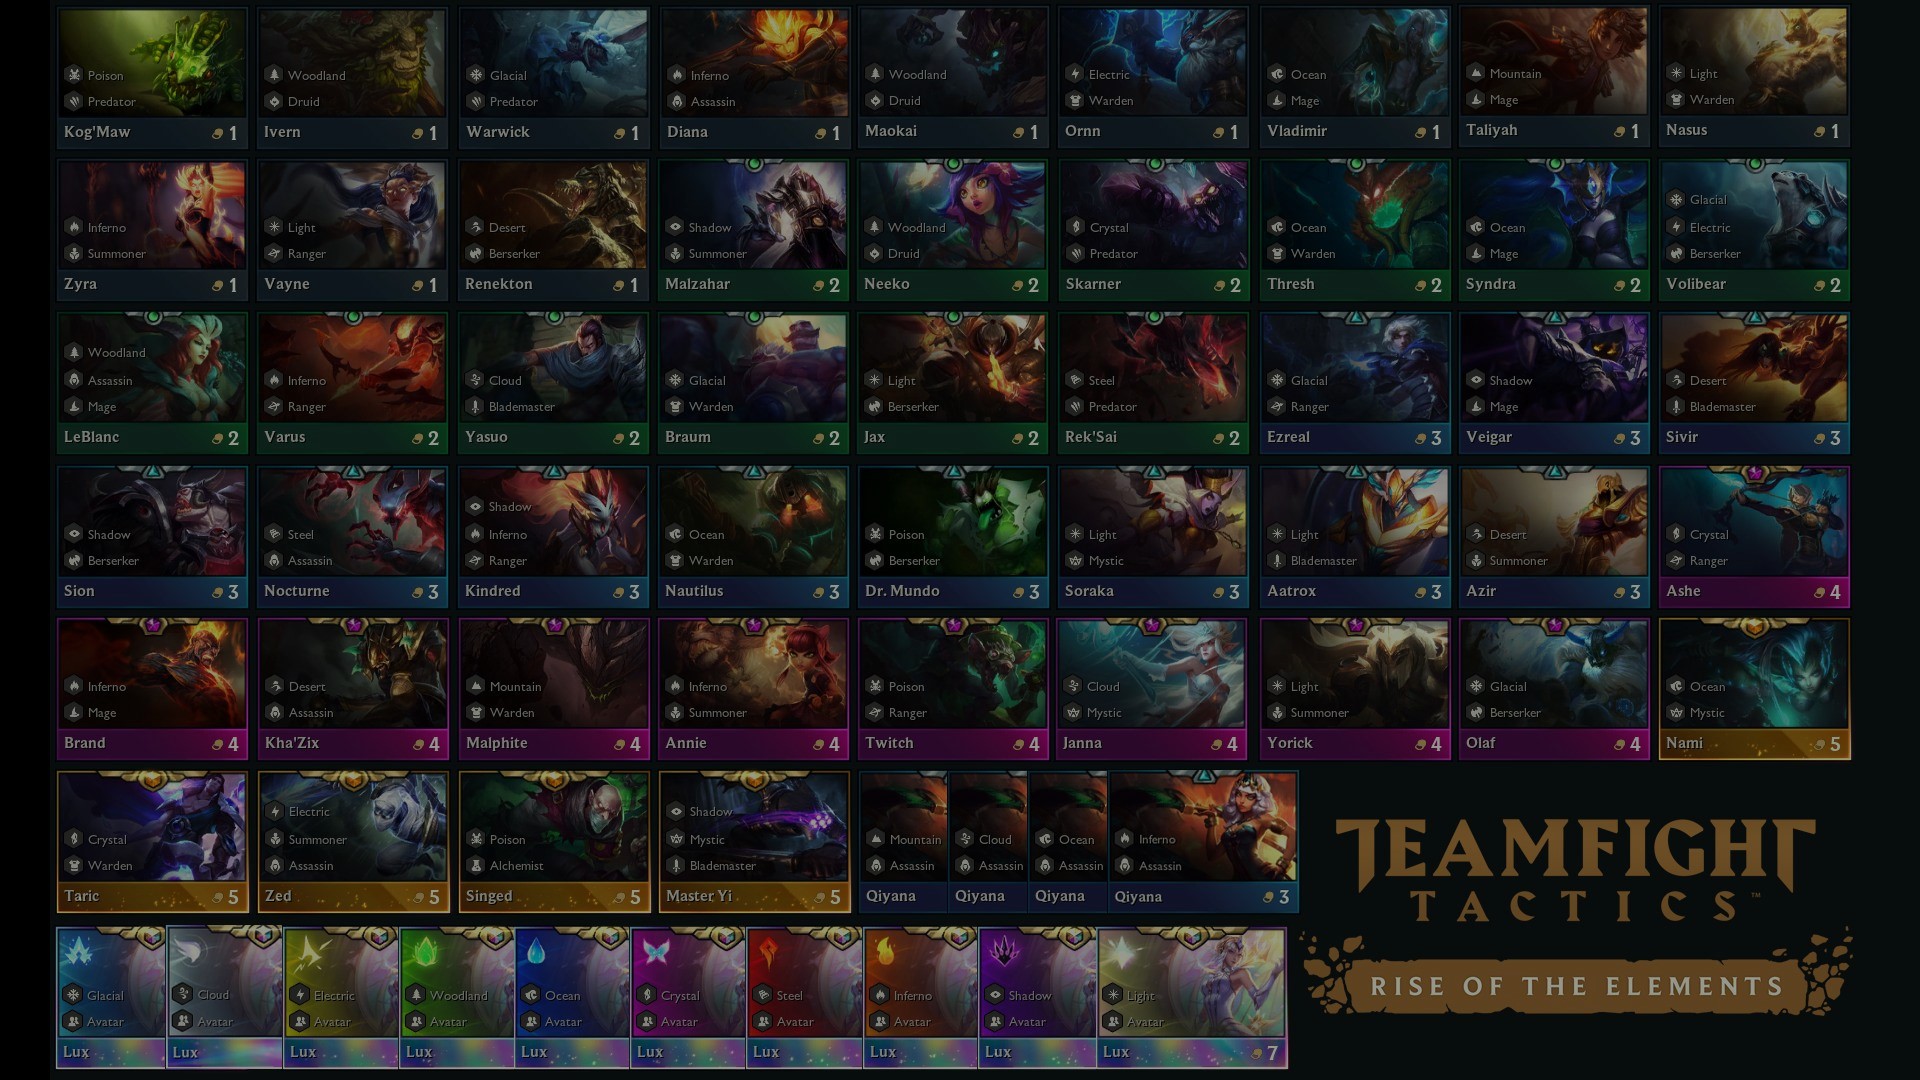 Poison
Predator
Kog'Maw 1
Woodland
Druid
Ivern 1
Glacial
Predator
Warwick 1
Inferno
Assassin
Diana 1
Woodland
Druid
Maokai 1
Electric
Warden
Ornn 1
Ocean
Mage
Vladimir 1
Mountain
Mage
Taliyah 1
Light
Warden
Nasus 1
Inferno
Summoner
Zyra 1
Light
Ranger
Vayne 1
Desert
Berserker
Renekton 1
Shadow
Summoner
Malzahar 2
Woodland
Druid
Neeko 2
Crystal
Predator
Skarner 2
Ocean
Warden
Thresh 2
Ocean
Mage
Syndra 2
Glacial
Electric
Berserker
Volibear 2
Woodland
Assassin
Mage
LeBlanc 2
Inferno
Ranger
Varus 2
Cloud
Blademaster
Yasuo 2
Glacial
Warden
Braum 2
Light
Berserker
Jax 2
Steel
Predator
Rek'Sai 2
Glacial
Ranger
Ezreal 3
Shadow
Mage
Veigar 3
Desert
Blademaster
Sivir 3
Shadow
Berserker
Sion 3
Steel
Assassin
Nocturne 3
Shadow
Inferno
Ranger
Kindred 3
Ocean
Warden
Nautilus 3
Poison
Berserker
Dr. Mundo 3
Light
Mystic
Soraka 3
Light
Blademaster
Aatrox 3
Desert
Summoner
Azir 3
Crystal
Ranger
Ashe 4
Inferno
Mage
Brand 4
Desert
Assassin
Kha'Zix 4
Mountain
Warden
Malphite 4
Inferno
Summoner
Annie 4
Poison
Ranger
Twitch 4
Cloud
Mystic
Janna 4
Light
Summoner
Yorick 4
Glacial
Berserker
Olaf 4
Ocean
Mystic
Nami 5
Crystal
Warden
Taric 5
Electric
Summoner
Assassin
Zed 5
Poison
Alchemist
Singed 5
Shadow
Mystic
Blademaster
Master Yi 5
Mountain
Assassin
Qiyana
Cloud
Assassin
Qiyana
Ocean
Assassin
Qiyana
Inferno
Assassin
Qiyana 3
TEAMFIGHT
TACTICS™
RISE OF THE ELEMENTS
Glacial
Avatar
Lux
Cloud
Avatar
Lux
Electric
Avatar
Lux
Woodland
Avatar
Lux
Ocean
Avatar
Lux
Crystal
Avatar
Lux
Steel
Avatar
Lux
Inferno
Avatar
Lux
Shadow
Avatar
Lux
Light
Avatar
Lux 7